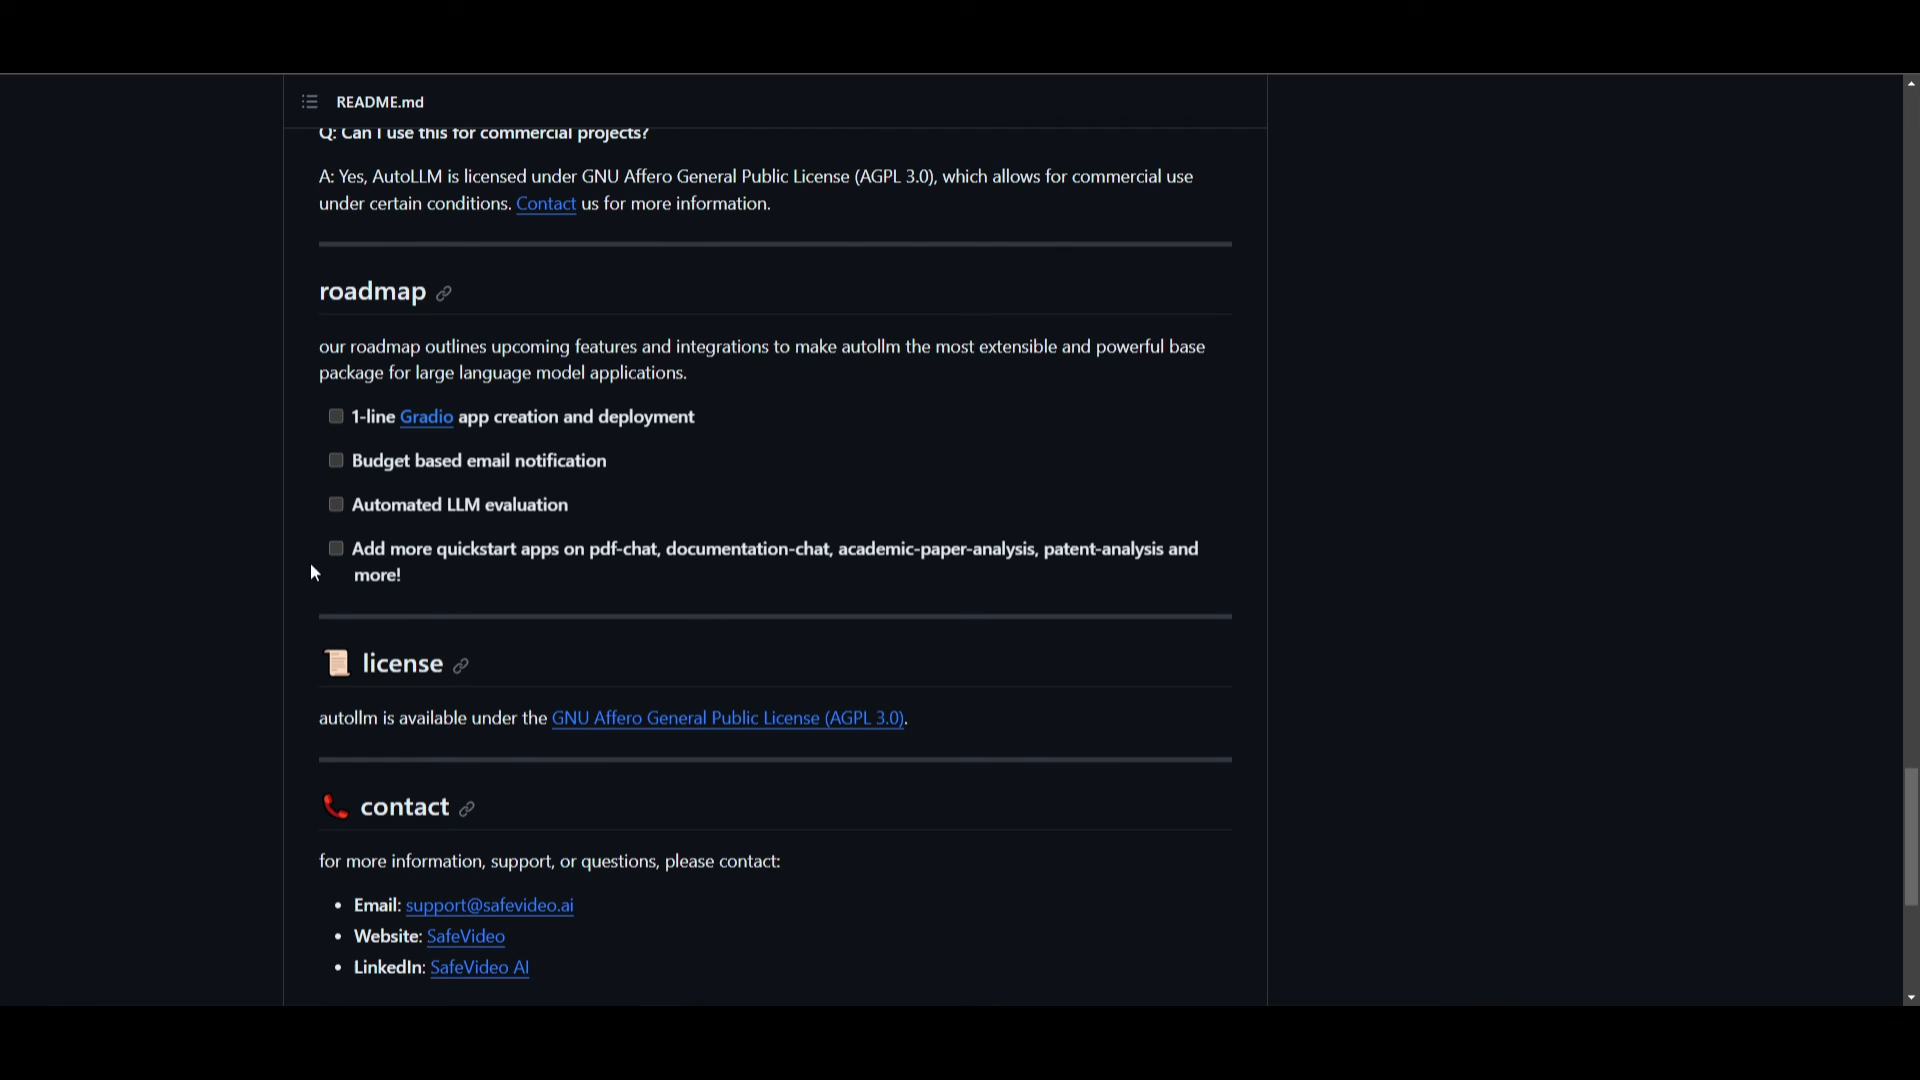 README.md
Q: Can I use this for commercial projects?
A: Yes, AutoLLM is licensed under GNU Affero General Public License (AGPL 3.0), which allows for commercial use
under certain conditions. Contact us for more information.
roadmap
our roadmap outlines upcoming features and integrations to make autollm the most extensible and powerful base
package for large language model applications.
1-line Gradio app creation and deployment
Budget based email notification
Automated LLM evaluation
Add more quickstart apps on pdf-chat, documentation-chat, academic-paper-analysis, patent-analysis and
more!
license
autollm is available under the GNU Affero General Public License (AGPL 3.0).
contact
for more information, support, or questions, please contact:
• Email: support@safevideo.ai
• Website: SafeVideo
• LinkedIn: SafeVideo AI